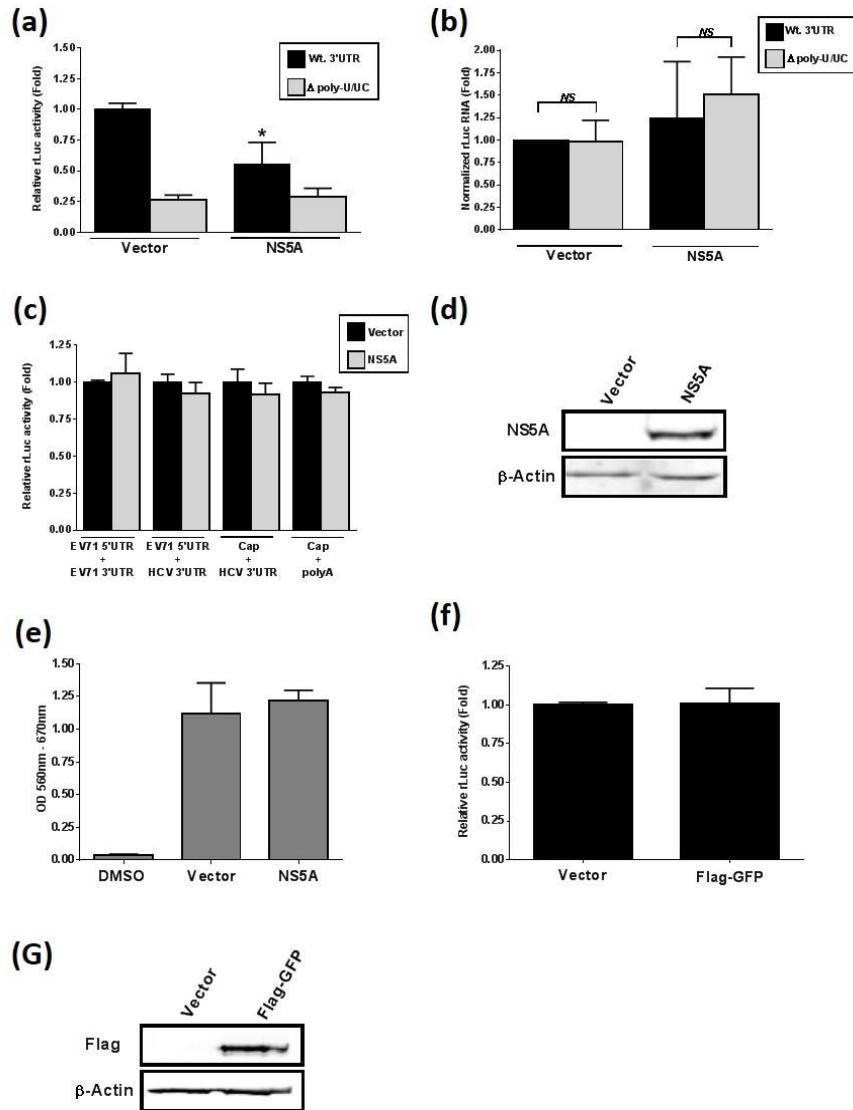 (a)
Relative rLuc activity (Fold)
1.50
1.25
1.00
0.75
0.50
0.25
0.00
Wt. 3'UTR
Δ poly-U/UC
*
Vector
NS5A
(b)
Normalized rLuc RNA (Fold)
2.00
1.75
1.50
1.25
1.00
0.75
0.50
0.25
0.00
NS
NS
Wt. 3'UTR
Δ poly-U/UC
Vector
NS5A
(c)
Relative rLuc activity (Fold)
1.25
1.00
0.75
0.50
0.25
0.00
Vector
NS5A
EV71 5'UTR
+
EV71 3'UTR
EV71 5'UTR
+
HCV 3'UTR
Cap
+
HCV 3'UTR
Cap
+
polyA
(d)
Vector
NS5A
NS5A
β-Actin
(e)
OD 560nm - 670nm
1.50
1.25
1.00
0.75
0.50
0.25
0.00
DMSO
Vector
NS5A
(f)
Relative rLuc activity (Fold)
1.25
1.00
0.75
0.50
0.25
0.00
Vector
Flag-GFP
(G)
Vector
Flag-GFP
Flag
β-Actin